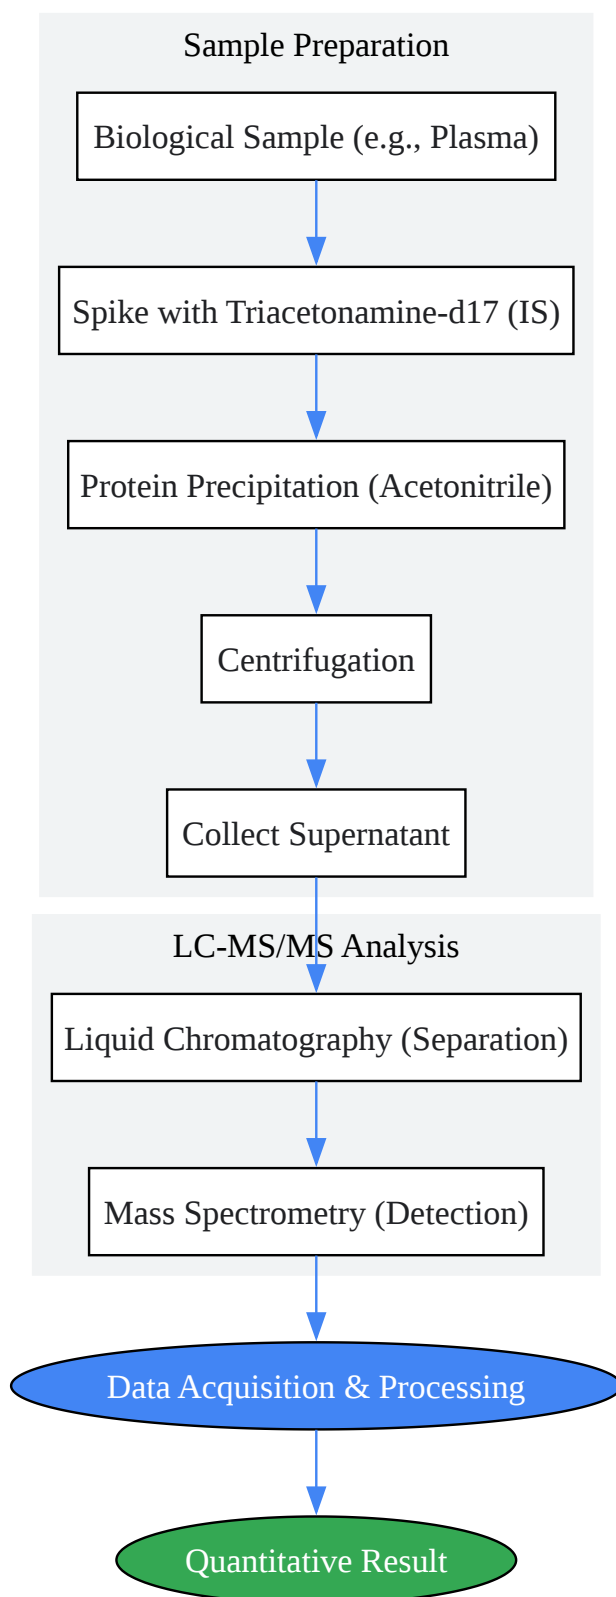 Sample Preparation
Biological Sample (e.g., Plasma)
Spike with Triacetonamine-d17 (IS)
Protein Precipitation (Acetonitrile)
Centrifugation
Collect Supernatant
LC-MS/MS Analysis
Liquid Chromatography (Separation)
Mass Spectrometry (Detection)
Data Acquisition & Processing
Quantitative Result